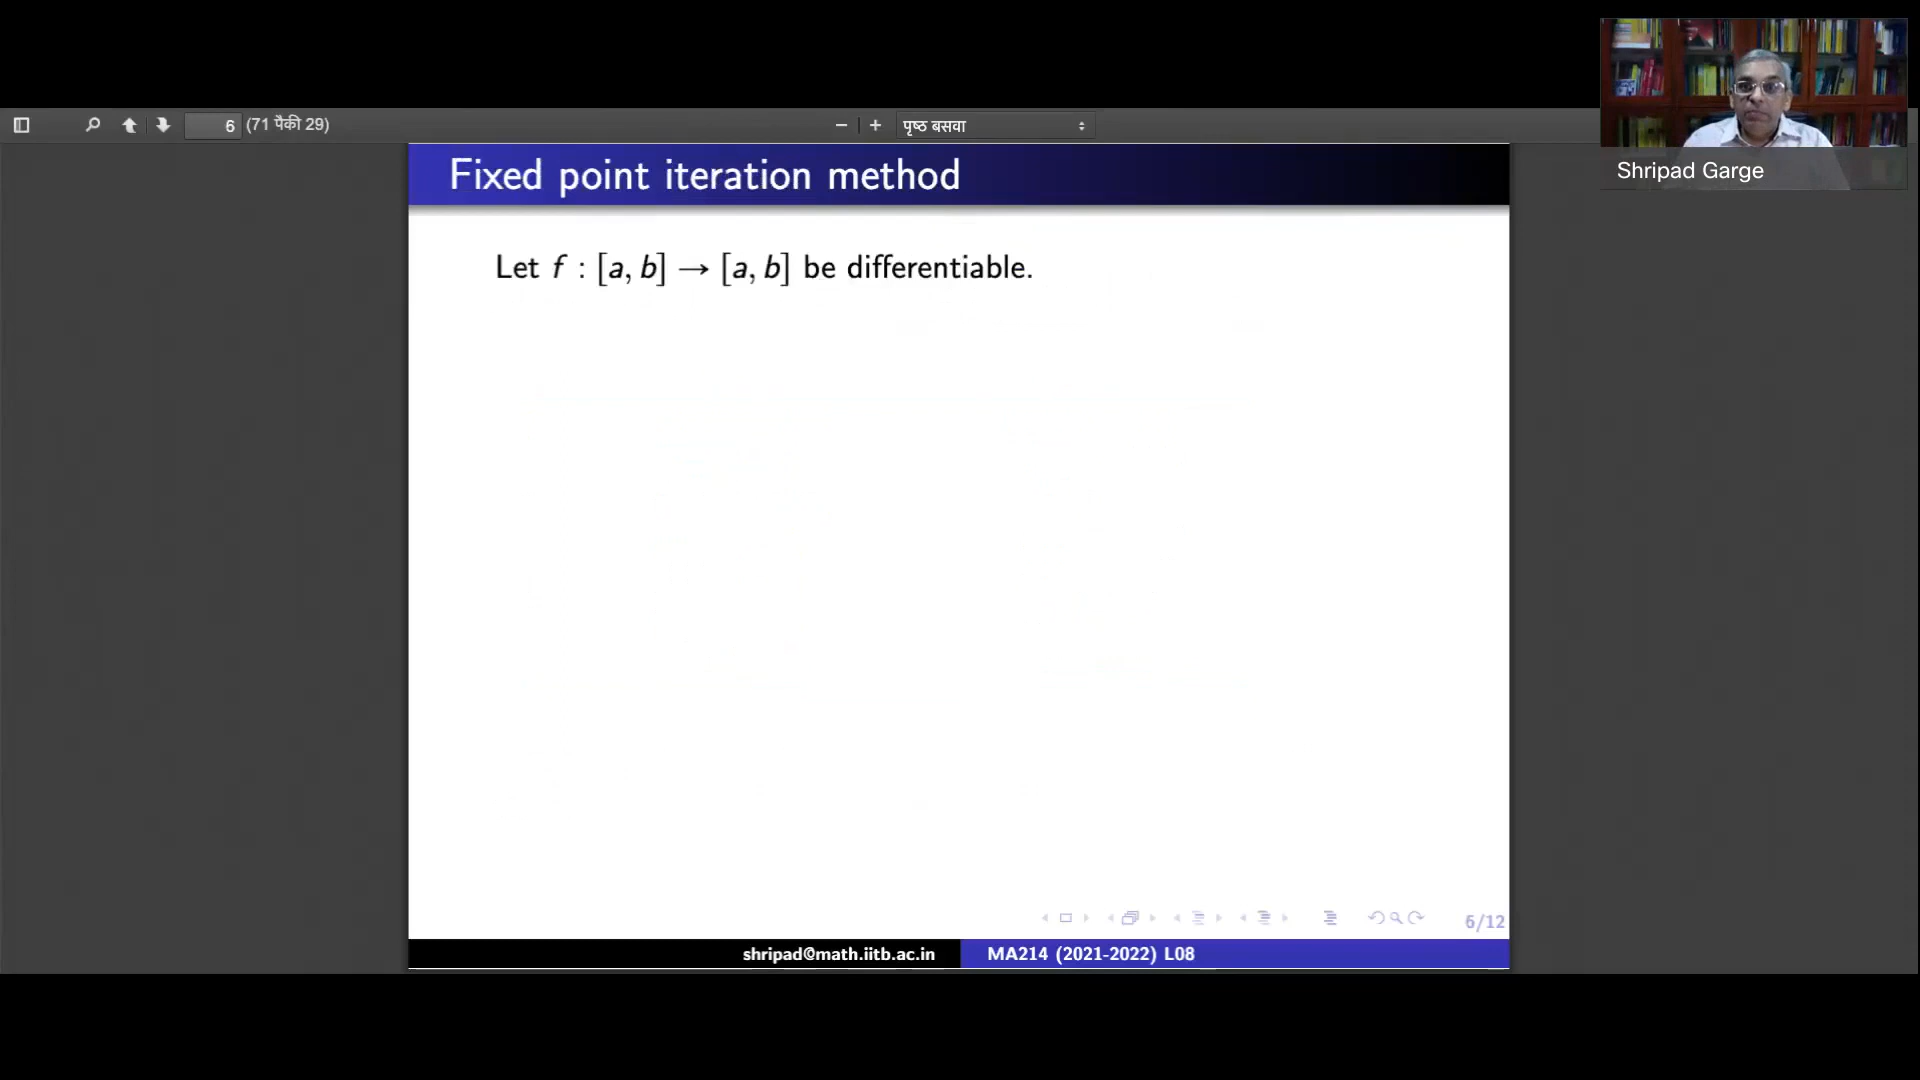 6 (71 पैकी 29)
पृष्ठ बसवा
Shripad Garge
Fixed point iteration method
Let f : [a, b] → [a, b] be differentiable.
6/12
shripad@math.iitb.ac.in MA214 (2021-2022) L08